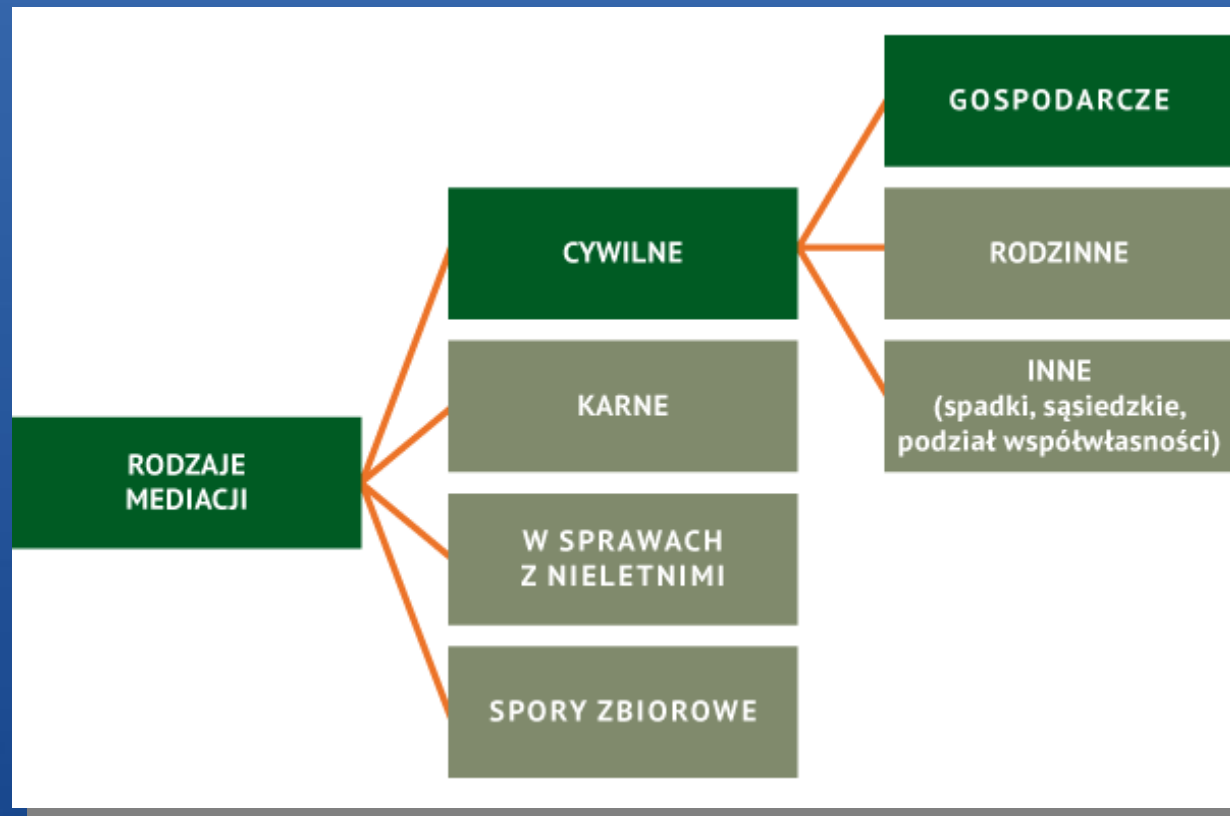 RODZAJE
MEDIACJI
CYWILNE
KARNE
W SPRAWACH
Z NIELETNIMI
SPORY ZBIOROWE
GOSPODARCZE
RODZINNE
INNE
(spadki, sąsiedzkie,
podział współwłasności)